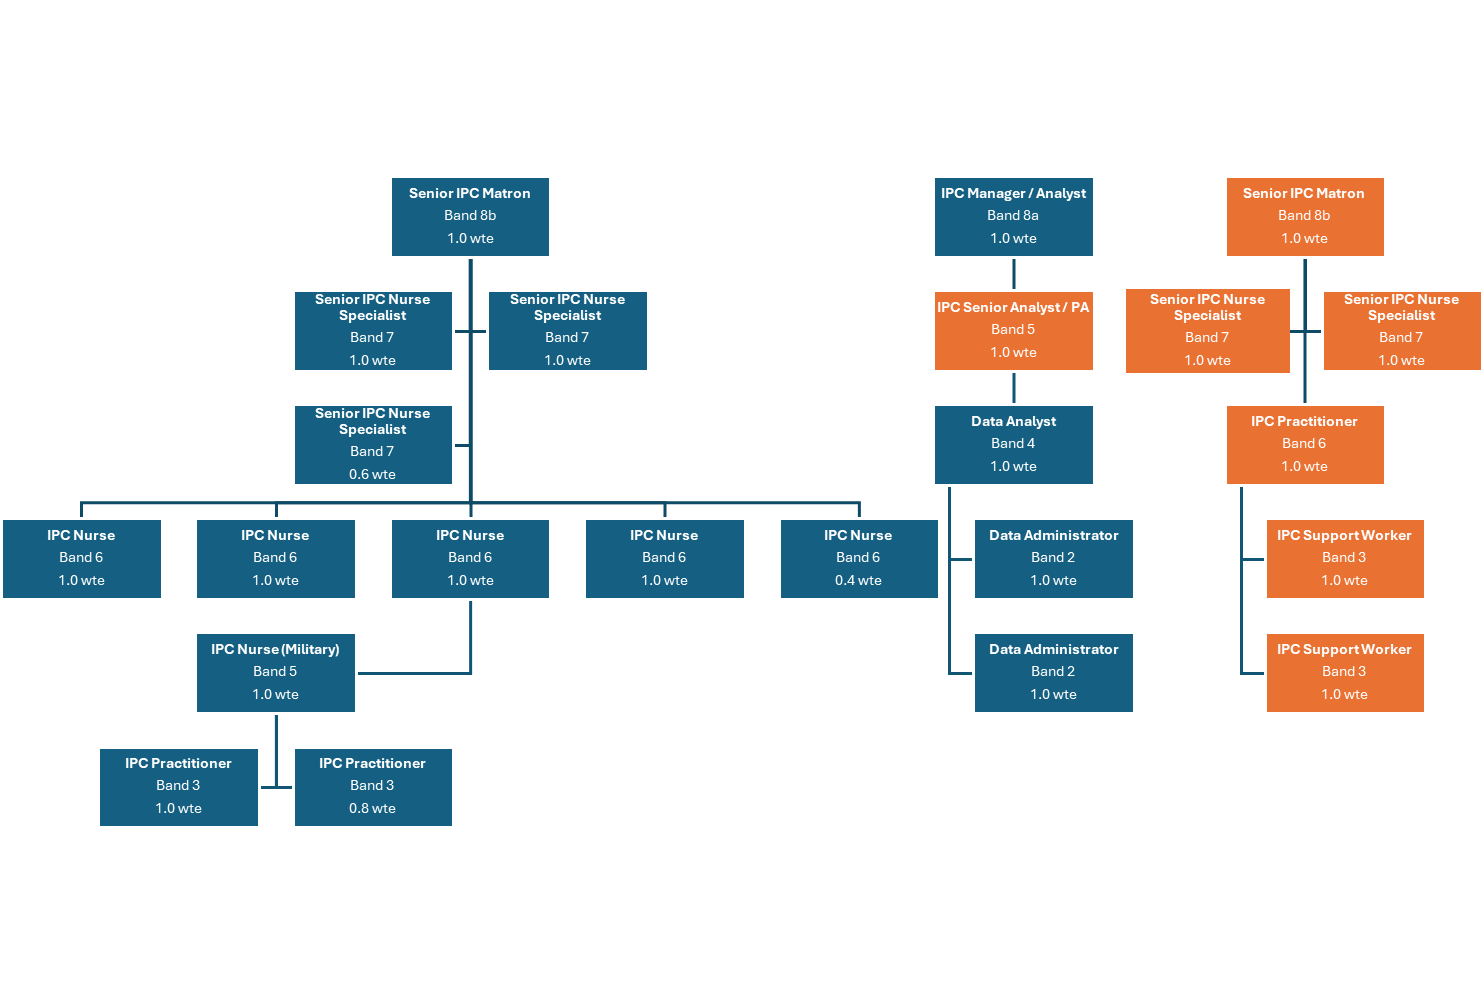 Senior IPC Matron
Band 8b
1.0 wte
Senior IPC Nurse
Specialist
Band 7
1.0 wte
Senior IPC Nurse
Specialist
Band 7
1.0 wte
Senior IPC Nurse
Specialist
Band 7
0.6 wte
IPC Nurse
Band 6
1.0 wte
IPC Nurse
Band 6
1.0 wte
IPC Nurse
Band 6
1.0 wte
IPC Nurse
Band 6
1.0 wte
IPC Nurse
Band 6
0.4 wte
IPC Nurse (Military)
Band 5
1.0 wte
IPC Practitioner
Band 3
1.0 wte
IPC Practitioner
Band 3
0.8 wte
IPC Manager / Analyst
Band 8a
1.0 wte
IPC Senior Analyst / PA
Band 5
1.0 wte
Data Analyst
Band 4
1.0 wte
Data Administrator
Band 2
1.0 wte
Data Administrator
Band 2
1.0 wte
Senior IPC Matron
Band 8b
1.0 wte
Senior IPC Nurse
Specialist
Band 7
1.0 wte
Senior IPC Nurse
Specialist
Band 7
1.0 wte
IPC Practitioner
Band 6
1.0 wte
IPC Support Worker
Band 3
1.0 wte
IPC Support Worker
Band 3
1.0 wte